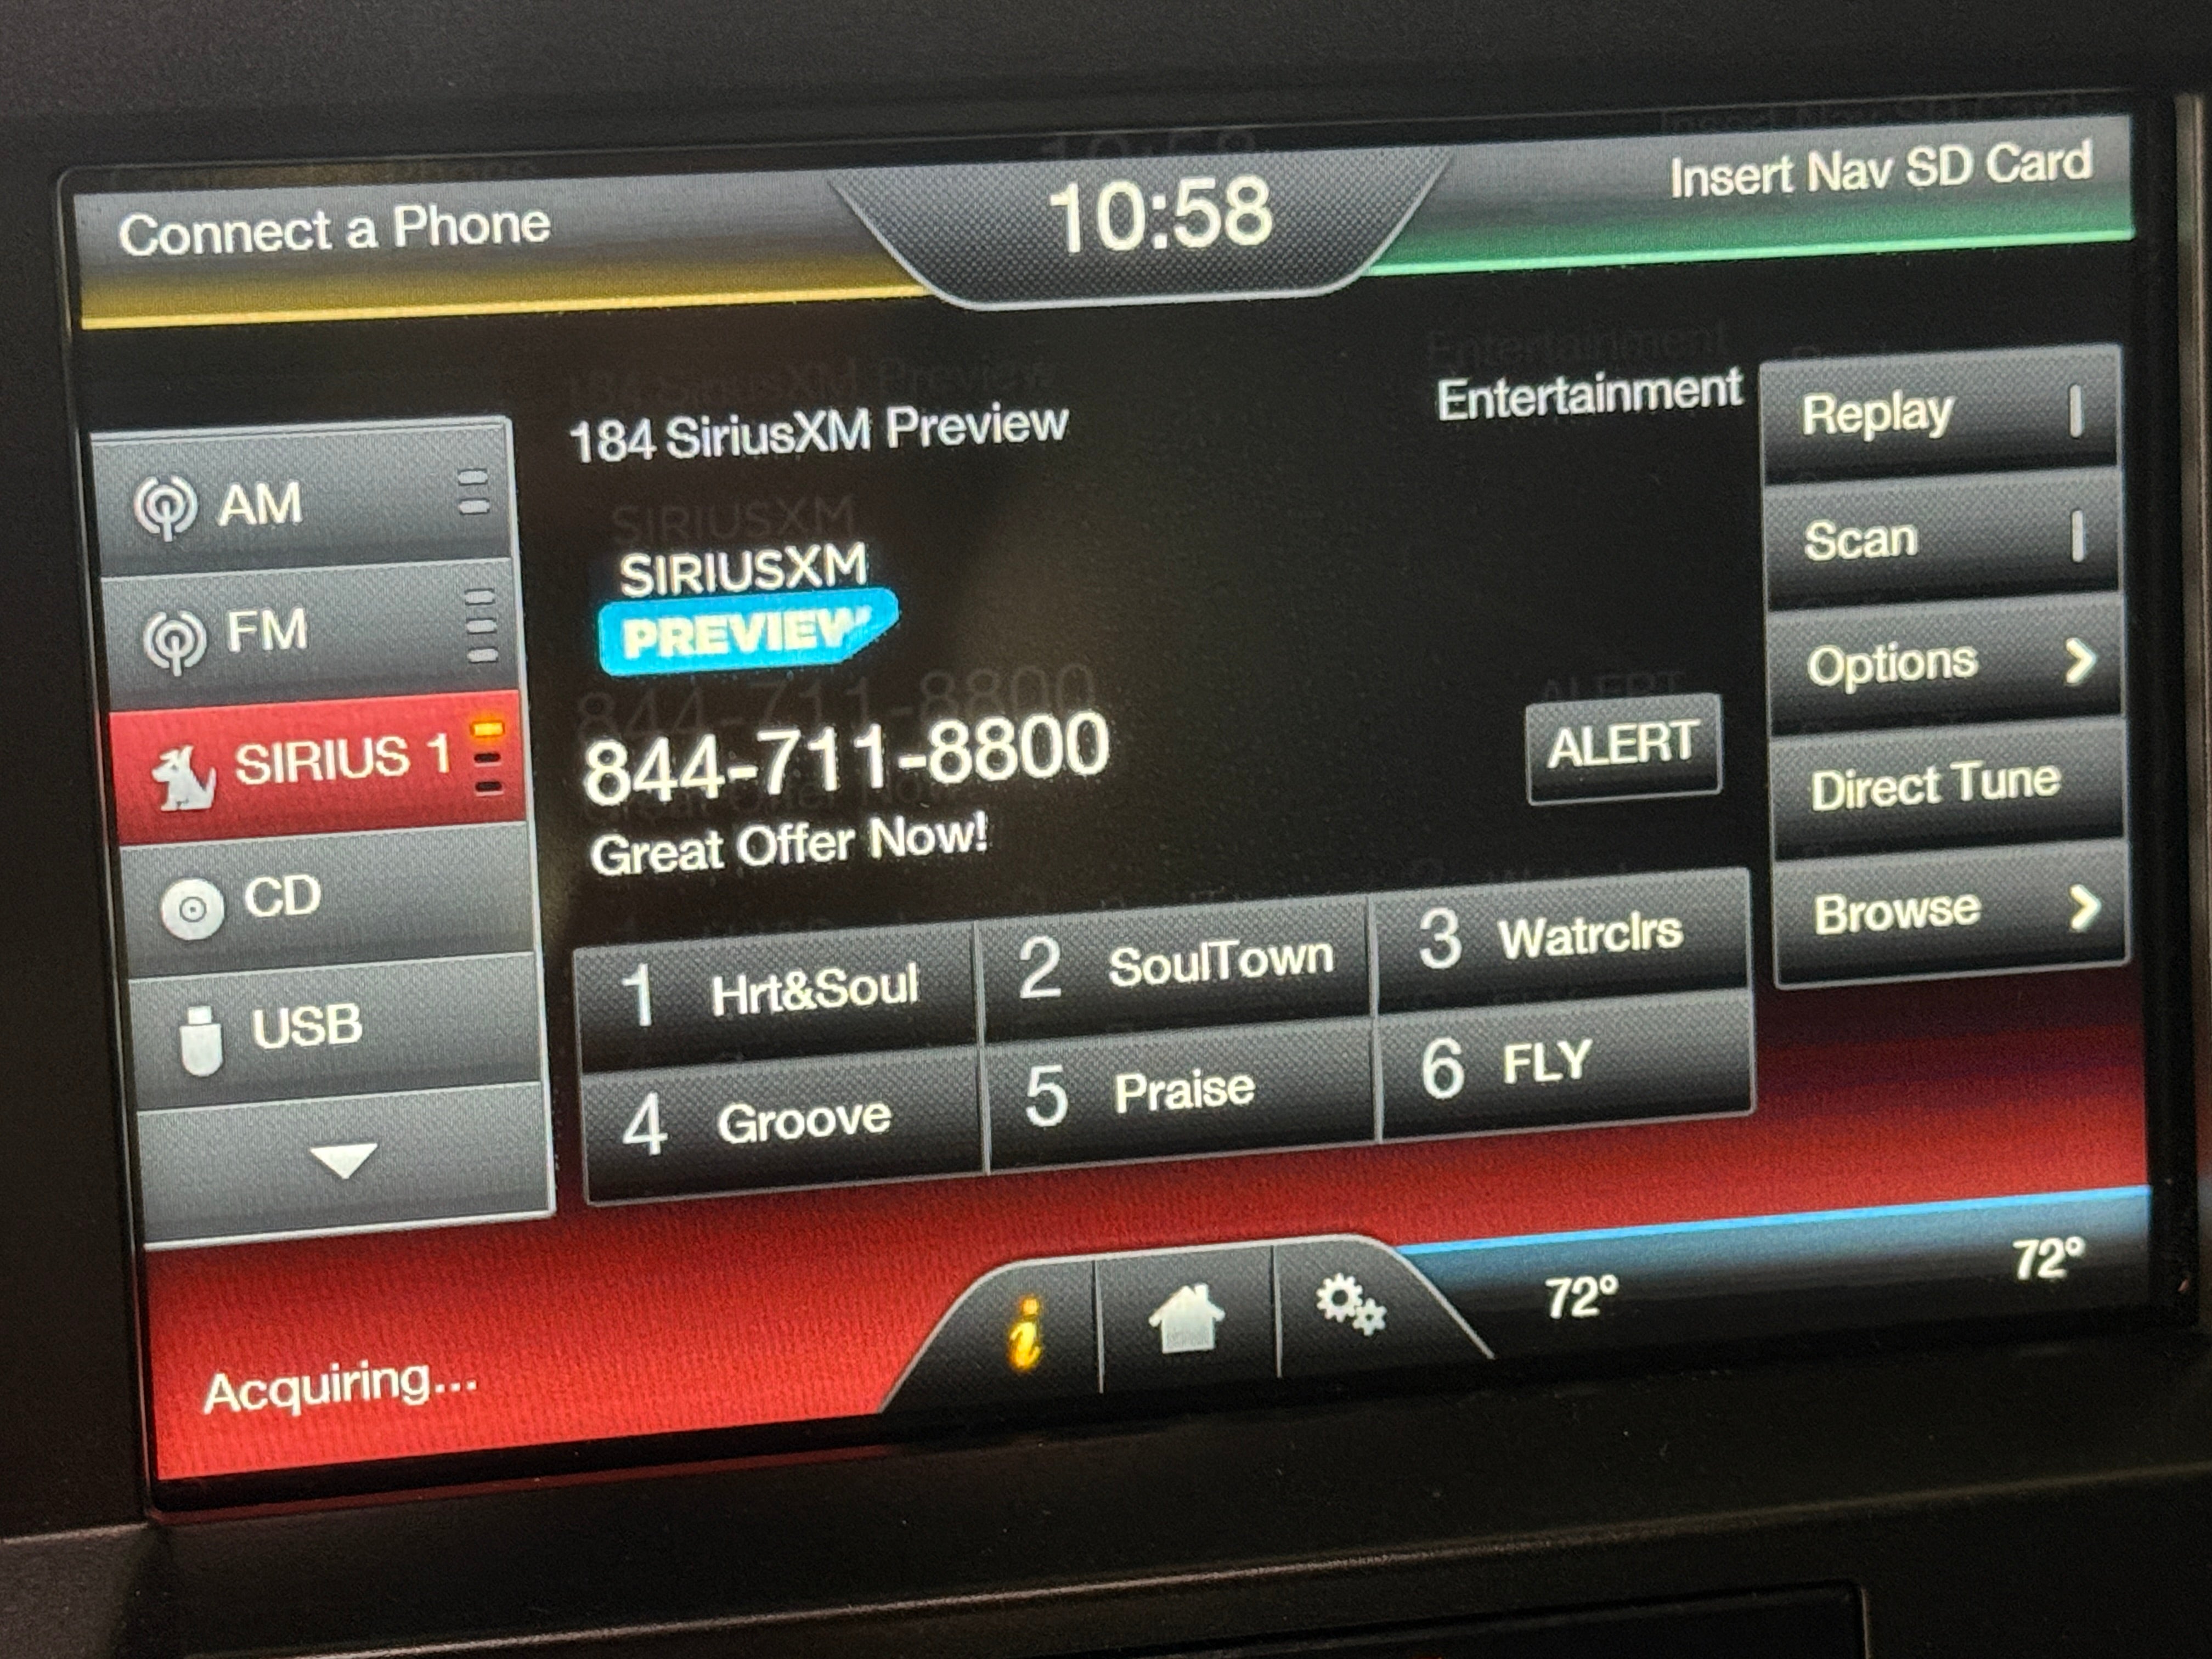 Connect a Phone
10:58
Insert Nav SD Card
184 SiriusXM Preview
Entertainment
SIRIUSXM
PREVIEW
844-711-8800
Great Offer Now!
ALERT
AM
FM
SIRIUS 1
CD
USB
1 Hrt&Soul
2 SoulTown
3 Watrclrs
4 Groove
5 Praise
6 FLY
Replay
Scan
Options
Direct Tune
Browse
Acquiring...
i
72°
72°